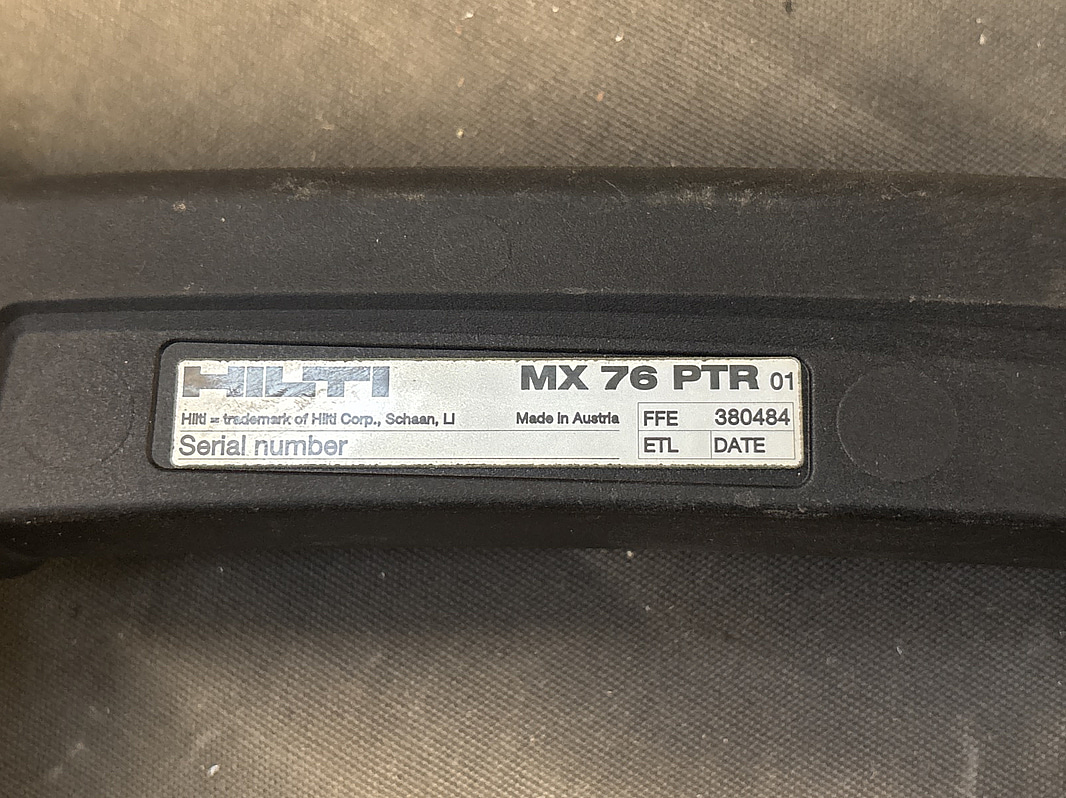 HILTI MX 76 PTR 01
Hilti = trademark of Hilti Corp., Schaan, LI Made in Austria FFE 380484
Serial number ETL DATE